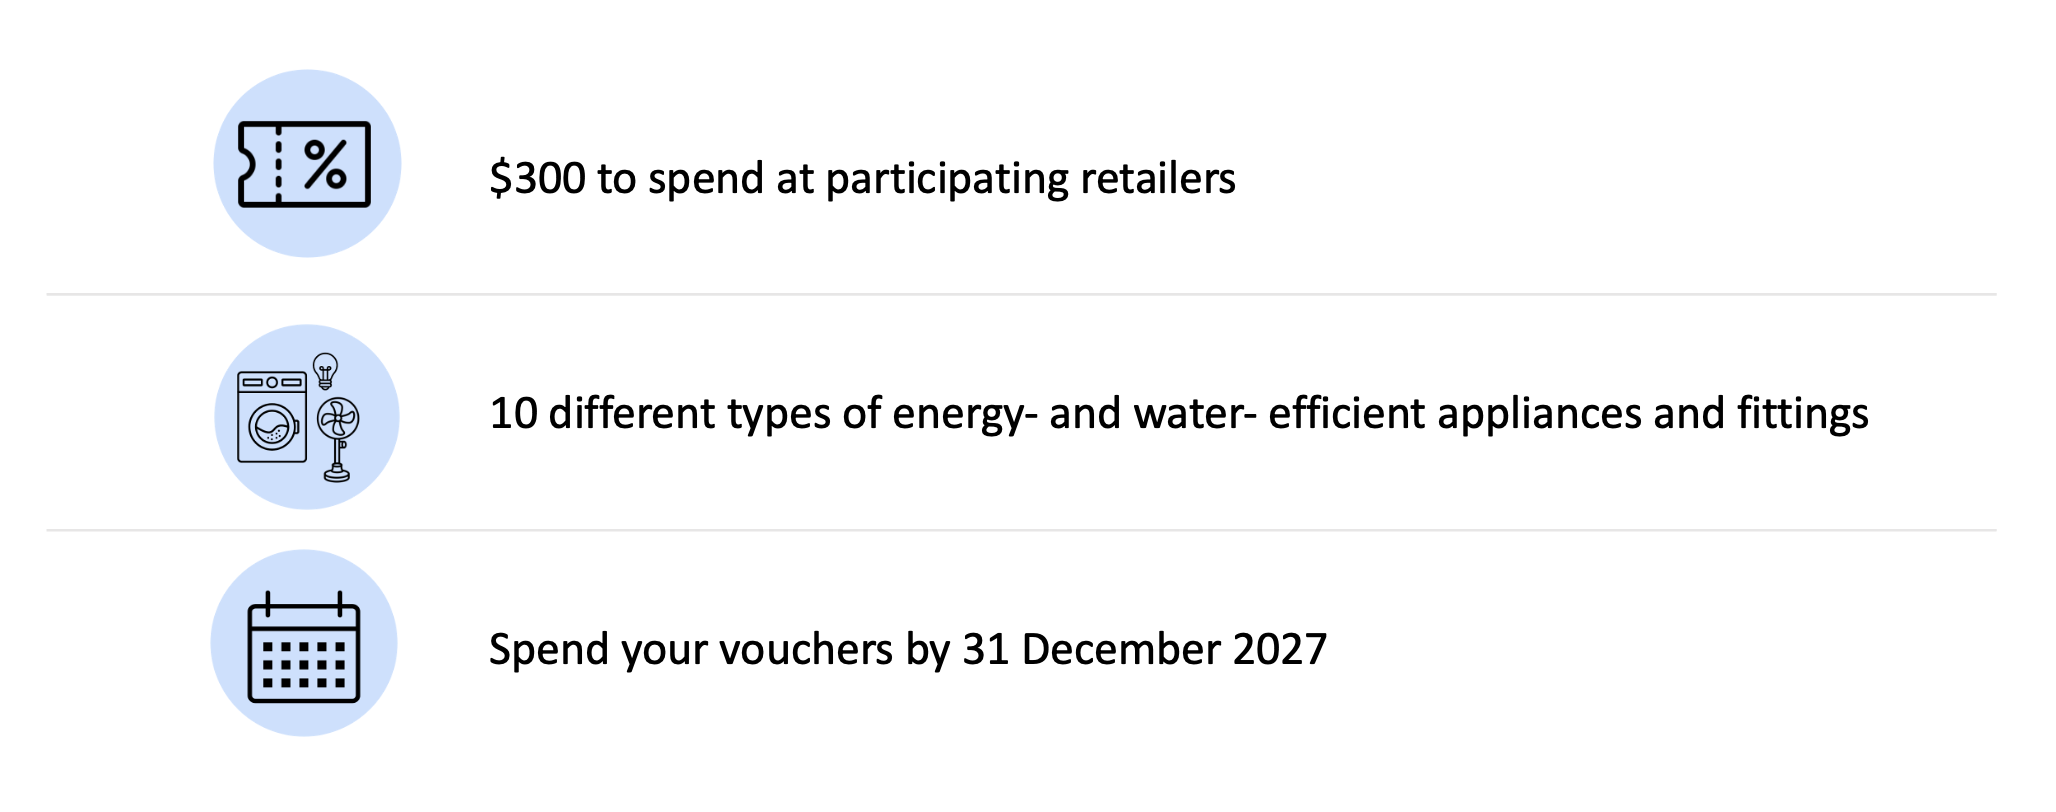 $300 to spend at participating retailers
10 different types of energy- and water- efficient appliances and fittings
Spend your vouchers by 31 December 2027